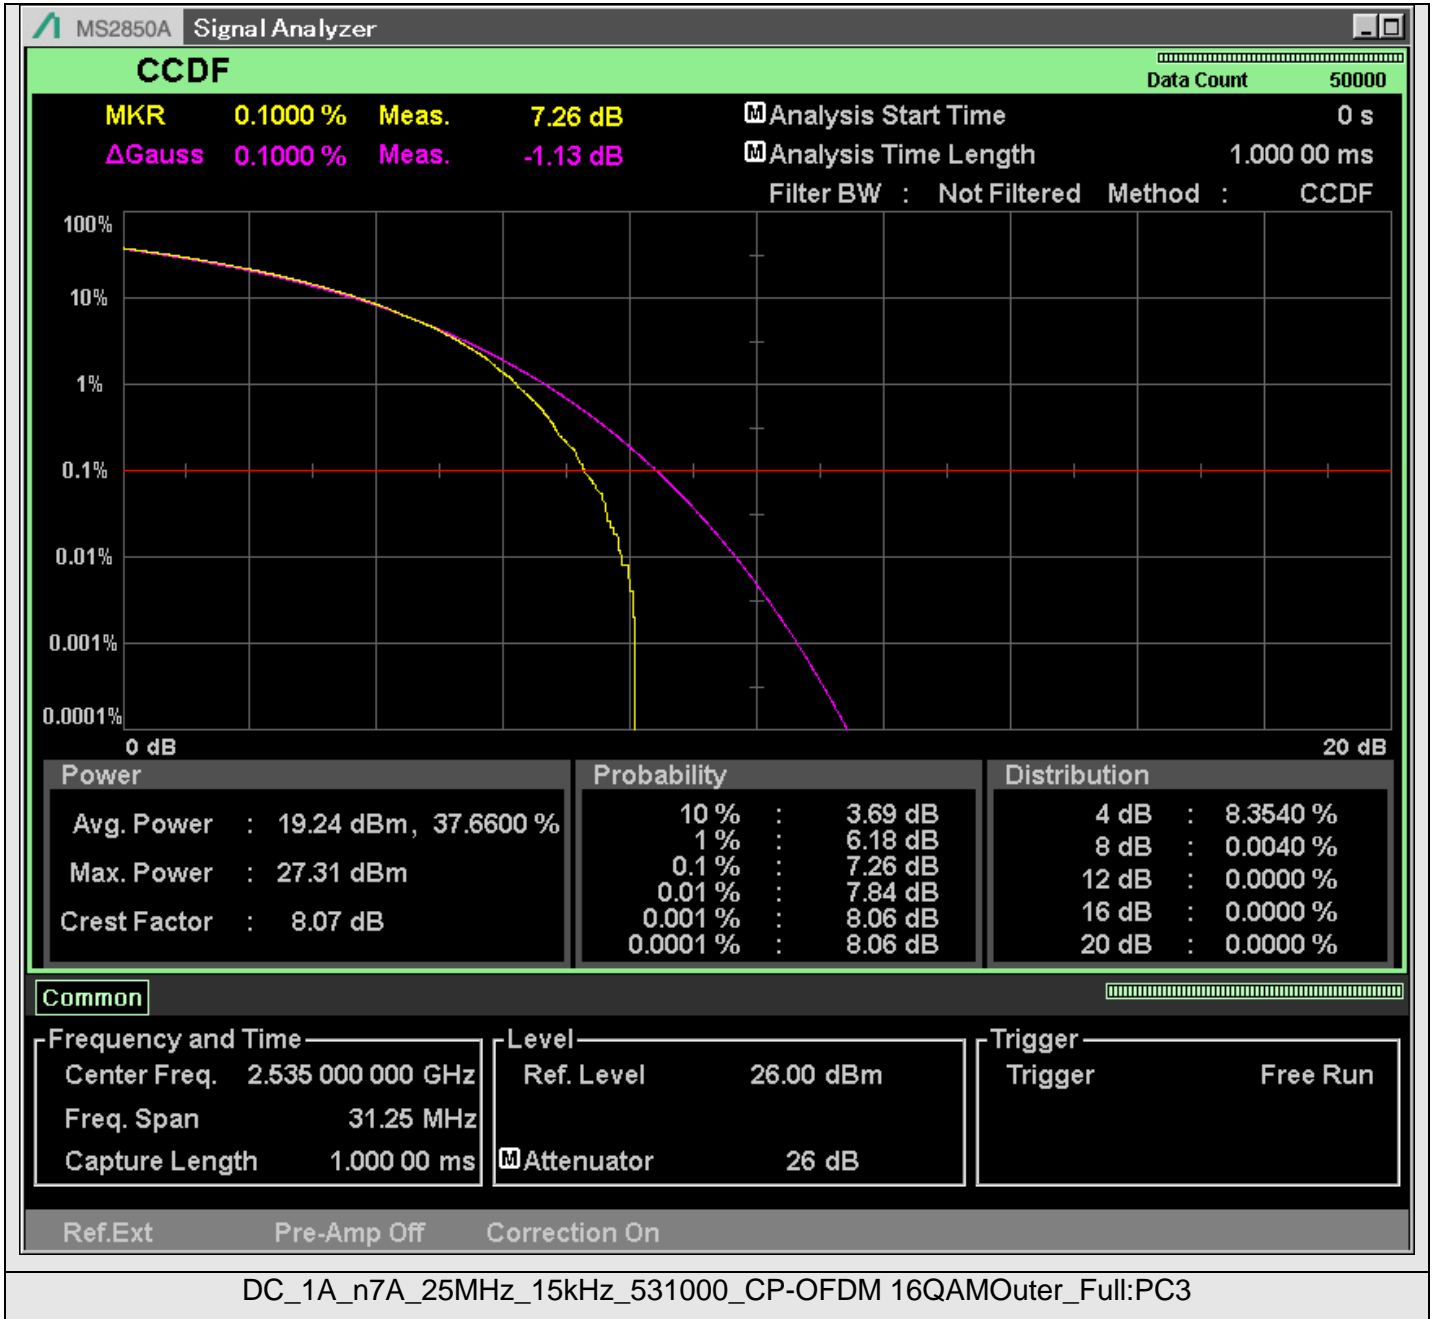 MS2850A Signal Analyzer
CCDF
Data Count 50000
MKR 0.1000 % Meas. 7.26 dB
ΔGauss 0.1000 % Meas. -1.13 dB
M Analysis Start Time 0 s
M Analysis Time Length 1.000 00 ms
Filter BW : Not Filtered Method : CCDF
100%
10%
1%
0.1%
0.01%
0.001%
0.0001%
0 dB 20 dB
Power
Avg. Power : 19.24 dBm, 37.6600 %
Max. Power : 27.31 dBm
Crest Factor : 8.07 dB
Probability
10 % : 3.69 dB
1 % : 6.18 dB
0.1 % : 7.26 dB
0.01 % : 7.84 dB
0.001 % : 8.06 dB
0.0001 % : 8.06 dB
Distribution
4 dB : 8.3540 %
8 dB : 0.0040 %
12 dB : 0.0000 %
16 dB : 0.0000 %
20 dB : 0.0000 %
Common
Frequency and Time
Center Freq. 2.535 000 000 GHz
Freq. Span 31.25 MHz
Capture Length 1.000 00 ms
Level
Ref. Level 26.00 dBm
M Attenuator 26 dB
Trigger
Trigger Free Run
Ref.Ext Pre-Amp Off Correction On
DC_1A_n7A_25MHz_15kHz_531000_CP-OFDM 16QAMOuter_Full:PC3